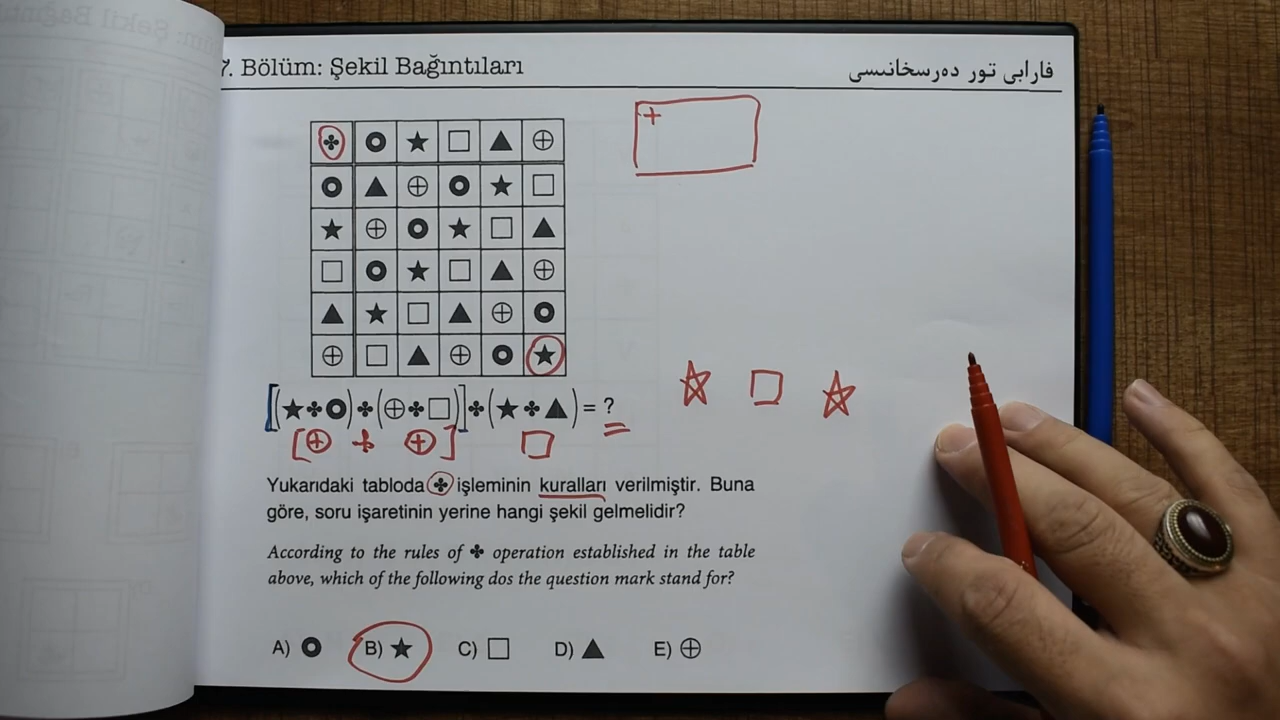 7. Bölüm: Şekil Bağıntıları
فارابى تور دەرسخانىسى
[(★✤○)✤(⊕✤□)]✤(★✤▲) = ?
[⊕ ✤ ⊕] □
☆ □ ☆
Yukarıdaki tabloda ✤ işleminin kuralları verilmiştir. Buna
göre, soru işaretinin yerine hangi şekil gelmelidir?
According to the rules of ✤ operation established in the table
above, which of the following dos the question mark stand for?
A) ○ B) ★ C) □ D) ▲ E) ⊕